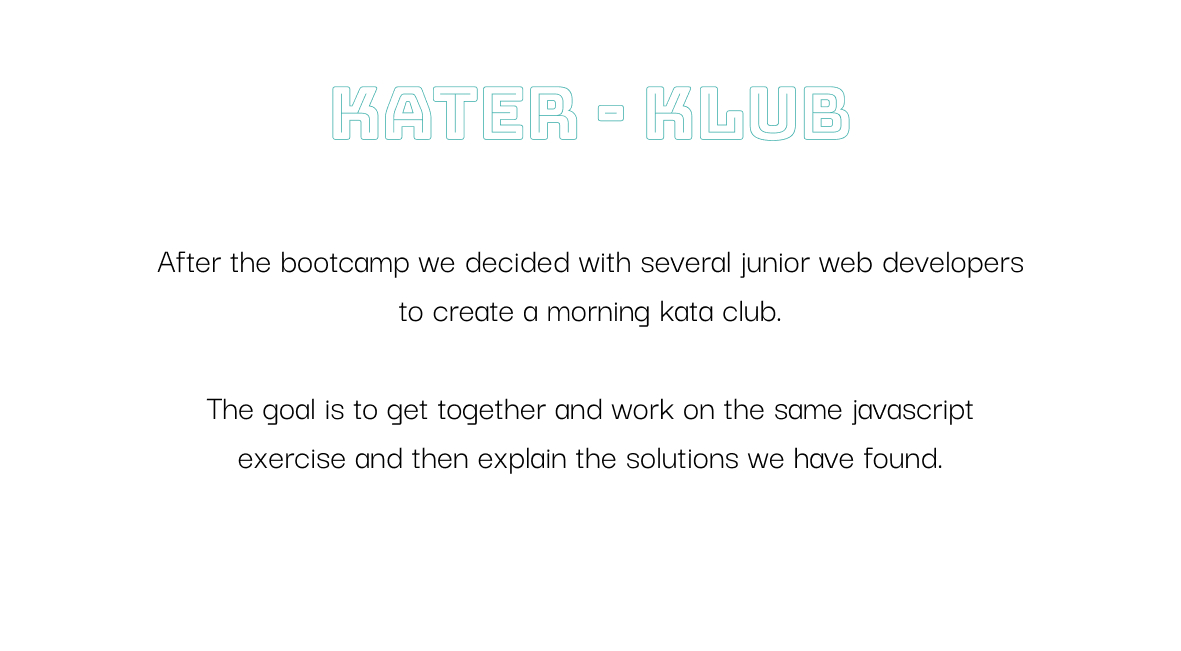 KATER - KLUB
After the bootcamp we decided with several junior web developers
to create a morning kata club.
The goal is to get together and work on the same javascript
exercise and then explain the solutions we have found.